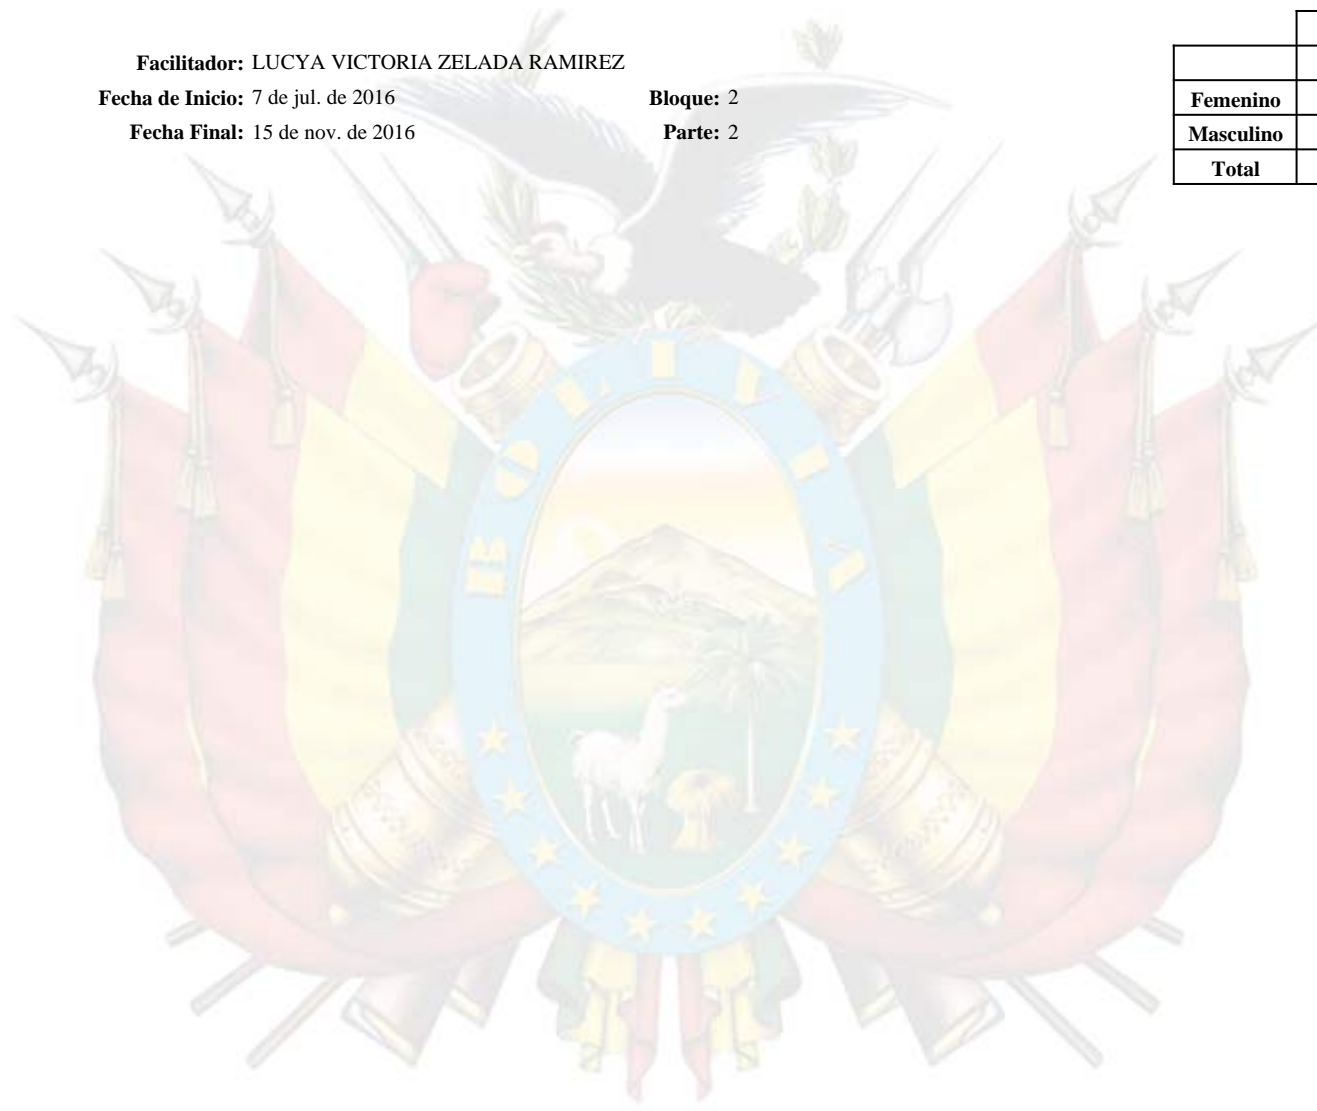 Facilitador: LUCYA VICTORIA ZELADA RAMIREZ
Fecha de Inicio: 7 de jul. de 2016 Bloque: 2
Fecha Final: 15 de nov. de 2016 Parte: 2
Femenino
Masculino
Total
BOLIVIA